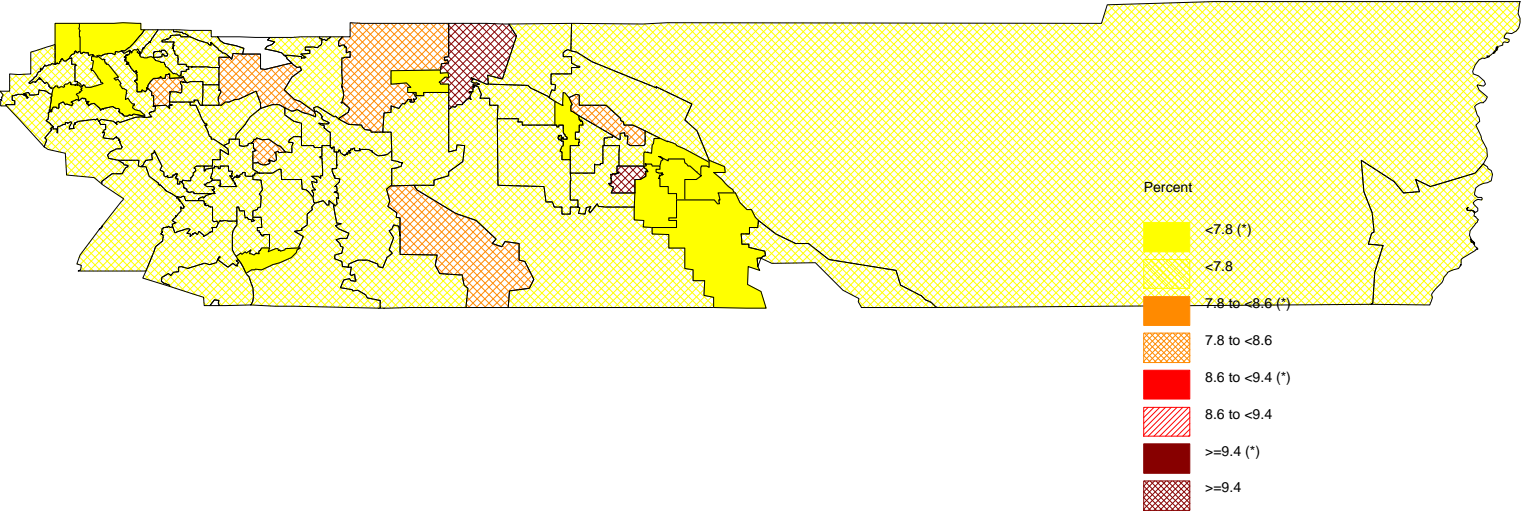 Percent
<7.8 (*)
<7.8
7.8 to <8.6 (*)
7.8 to <8.6
8.6 to <9.4 (*)
8.6 to <9.4
>=9.4 (*)
>=9.4